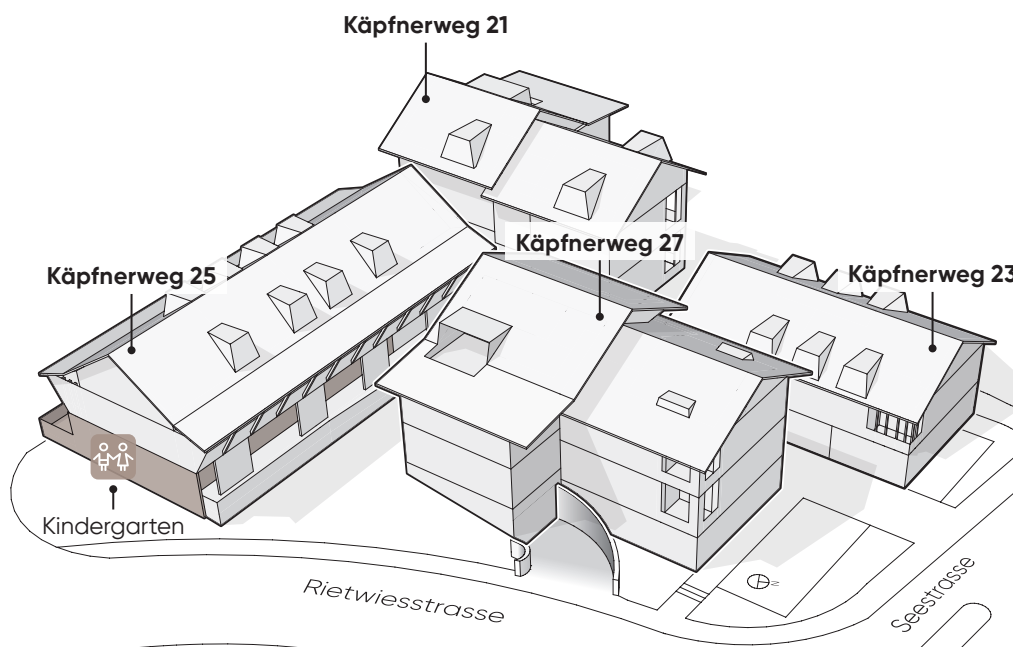 Käpfnerweg 21
Käpfnerweg 27
Käpfnerweg 25
Käpfnerweg 23
Kindergarten
Rietwiesstrasse
Seestrasse
N